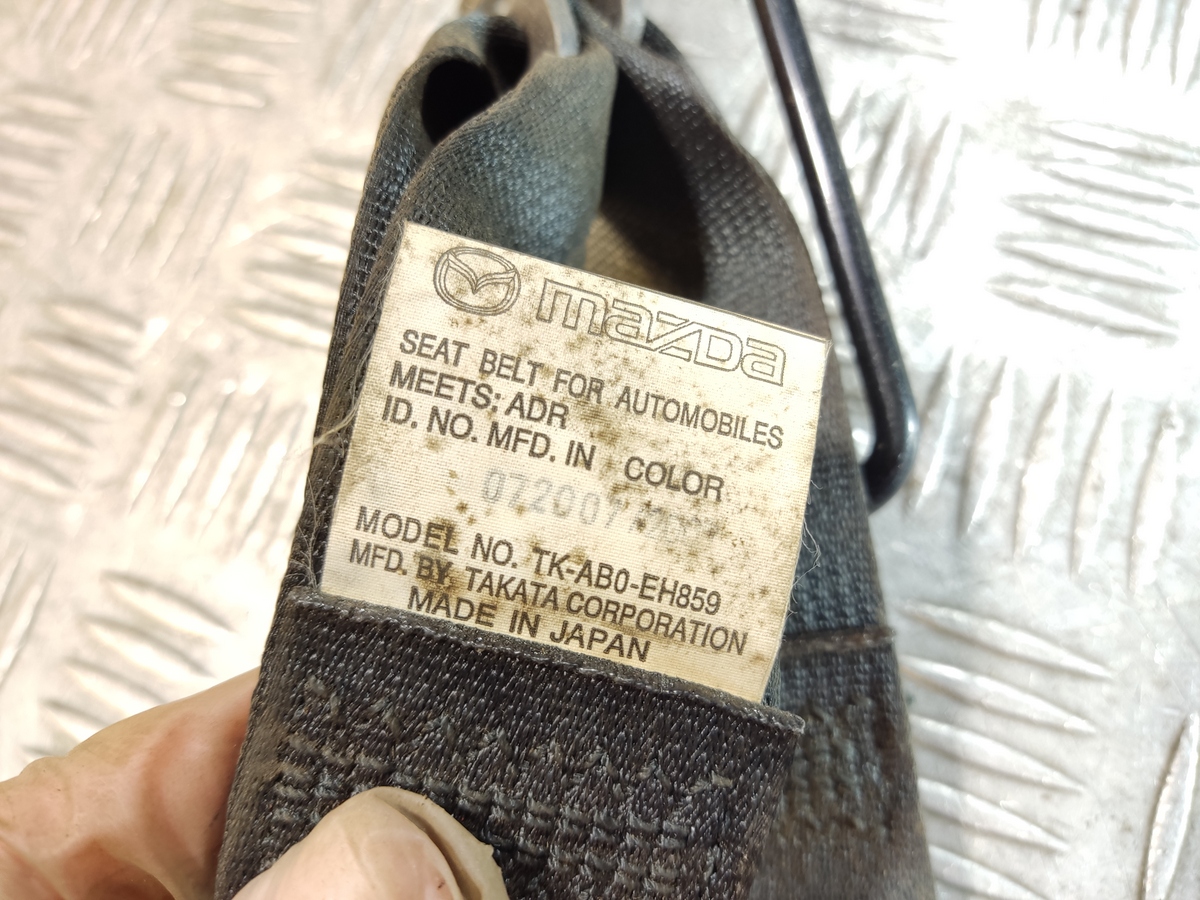 mazda
SEAT BELT FOR AUTOMOBILES
MEETS: ADR
ID. NO. MFD. IN COLOR
MODEL NO. TK-AB0-EH859
MFD. BY. TAKATA CORPORATION
MADE IN JAPAN